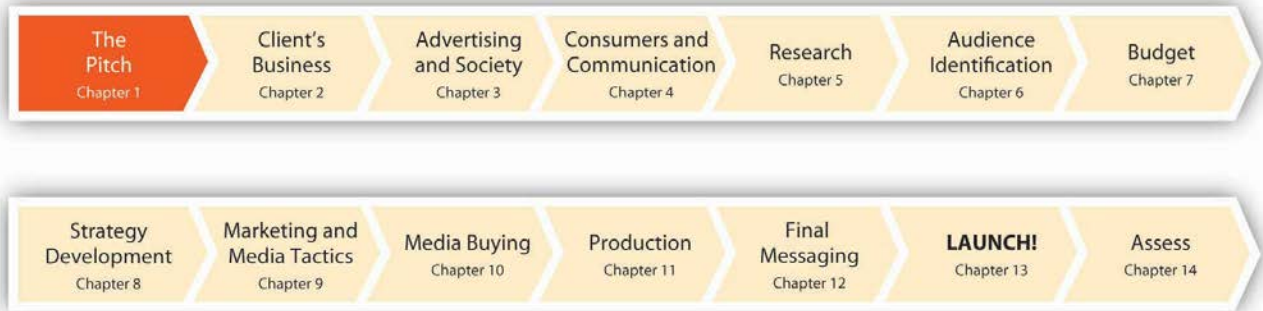 The
Pitch
Chapter 1
Client's
Business
Chapter 2
Advertising
and Society
Chapter 3
Consumers and
Communication
Chapter 4
Research
Chapter 5
Audience
Identification
Chapter 6
Budget
Chapter 7
Strategy
Development
Chapter 8
Marketing and
Media Tactics
Chapter 9
Media Buying
Chapter 10
Production
Chapter 11
Final
Messaging
Chapter 12
LAUNCH!
Chapter 13
Assess
Chapter 14